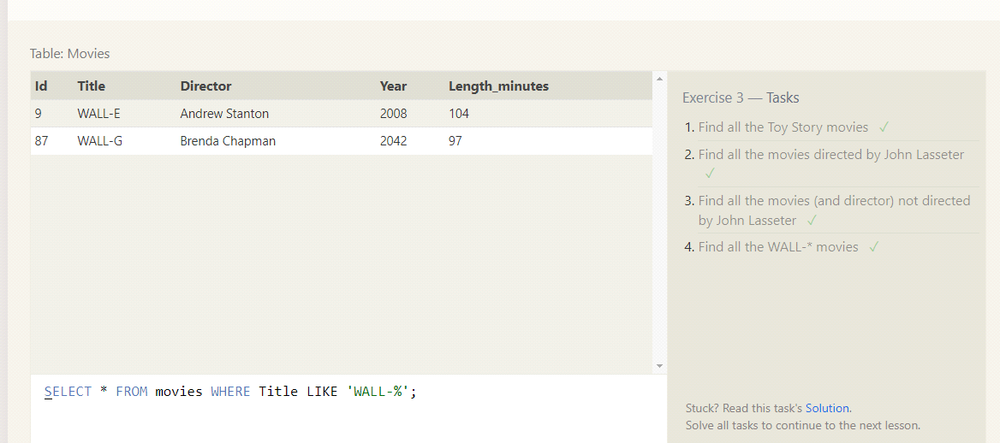 Table: Movies
Id Title Director Year Length_minutes
9 WALL-E Andrew Stanton 2008 104
87 WALL-G Brenda Chapman 2042 97
SELECT * FROM movies WHERE Title LIKE 'WALL-%';
Exercise 3 — Tasks
1. Find all the Toy Story movies ✓
2. Find all the movies directed by John Lasseter
✓
3. Find all the movies (and director) not directed
by John Lasseter ✓
4. Find all the WALL-* movies ✓
Stuck? Read this task's Solution.
Solve all tasks to continue to the next lesson.